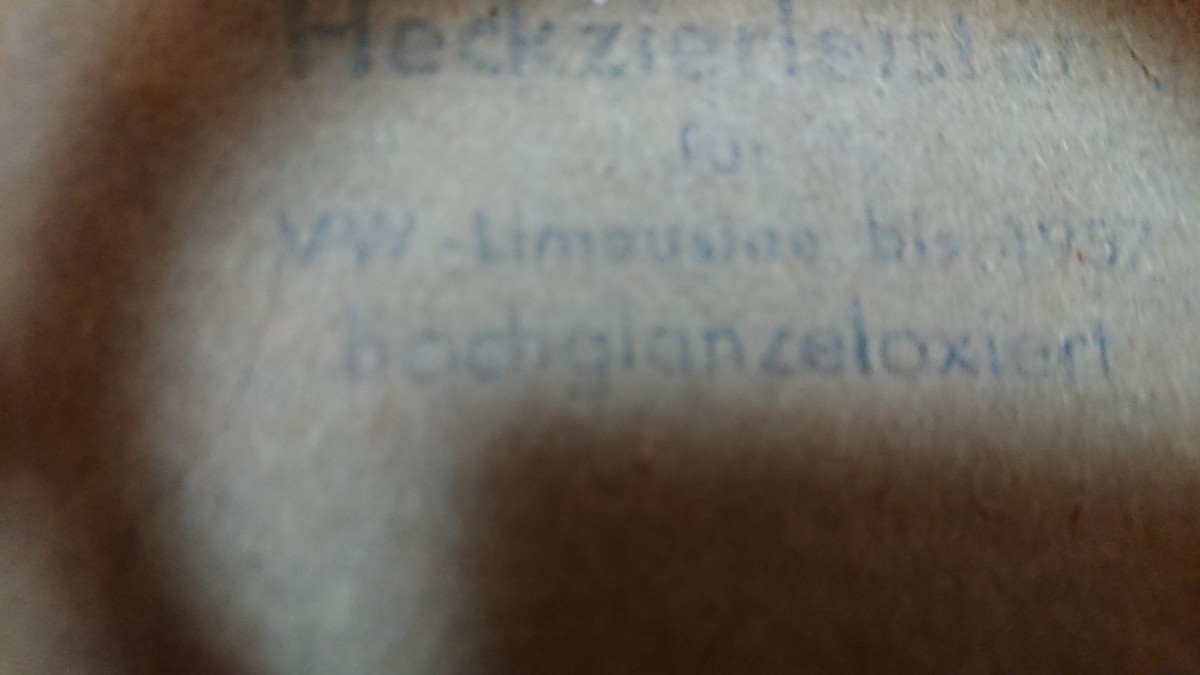 Heckzierleisten
für
VW-Limousine bis 1957
hochglanzeloxiert